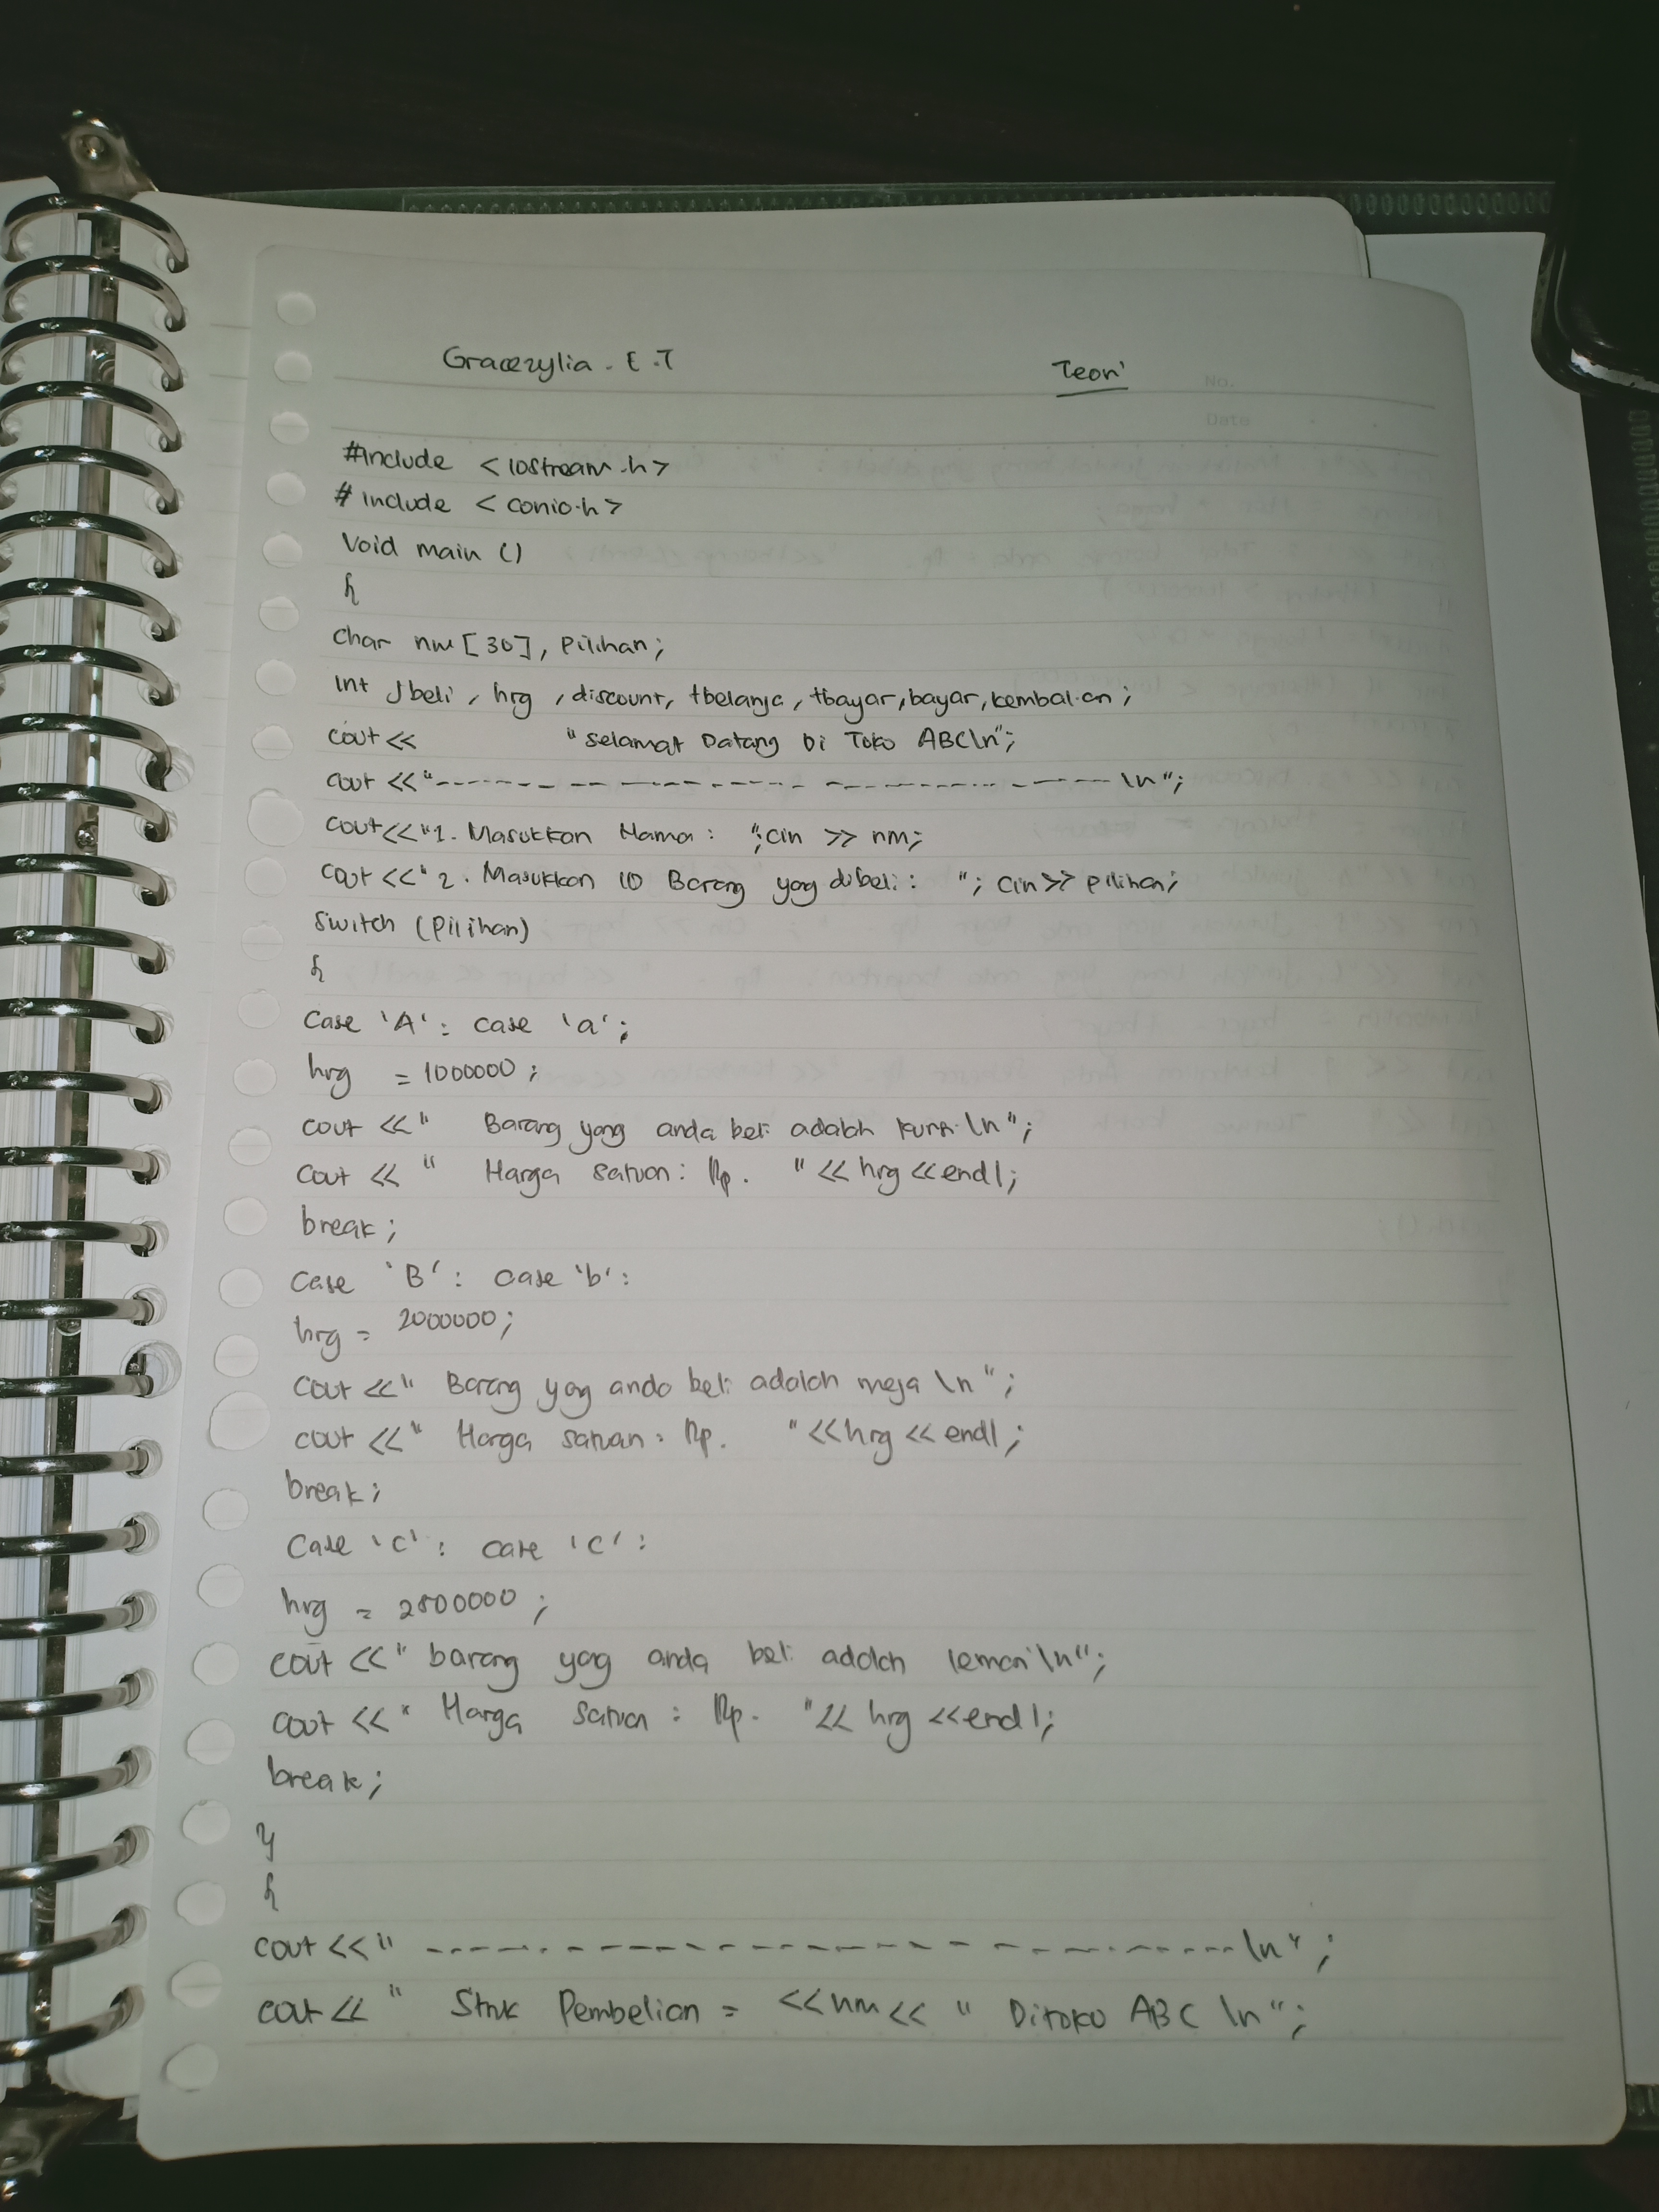 Gracezylia . E .T Teori
No.
Date
#include <iostream.h>
# include <conio.h>
Void main ()
{
char nm [30], Pilihan;
Int Jbeli, hrg, discount, tbelanja, tbayar, bayar, kembalian;
cout << "Selamat Datang Di Toko ABC\n";
cout <<"------------------------------ \n";
cout<<"1. Masukkan Nama : ";cin >> nm;
cout <<"2. Masukkan ID Barang yag dibeli : "; cin>> pilihan;
switch (Pilihan)
{
Case 'A' : case 'a' ;
hrg = 1000000 ;
cout <<" Barang yang anda beli adalah kursi \n";
cout << " Harga satuan : Rp. " << hrg <<endl;
break;
Case 'B' : case 'b' :
hrg = 2000000;
cout <<" Barang yag anda beli adalah meja \n ";
cout <<" Harga satuan : Rp. " <<hrg << endl;
break;
Case 'C' : case 'c' :
hrg = 2500000 ;
cout <<" barang yag anda beli adalah lemari \n";
cout <<" Harga satuan : Rp. "<< hrg <<endl;
break;
}
{
cout <<" ------------------------------\n" ;
cout << " Struk Pembelian = <<nm<< " Ditoko ABC \n";